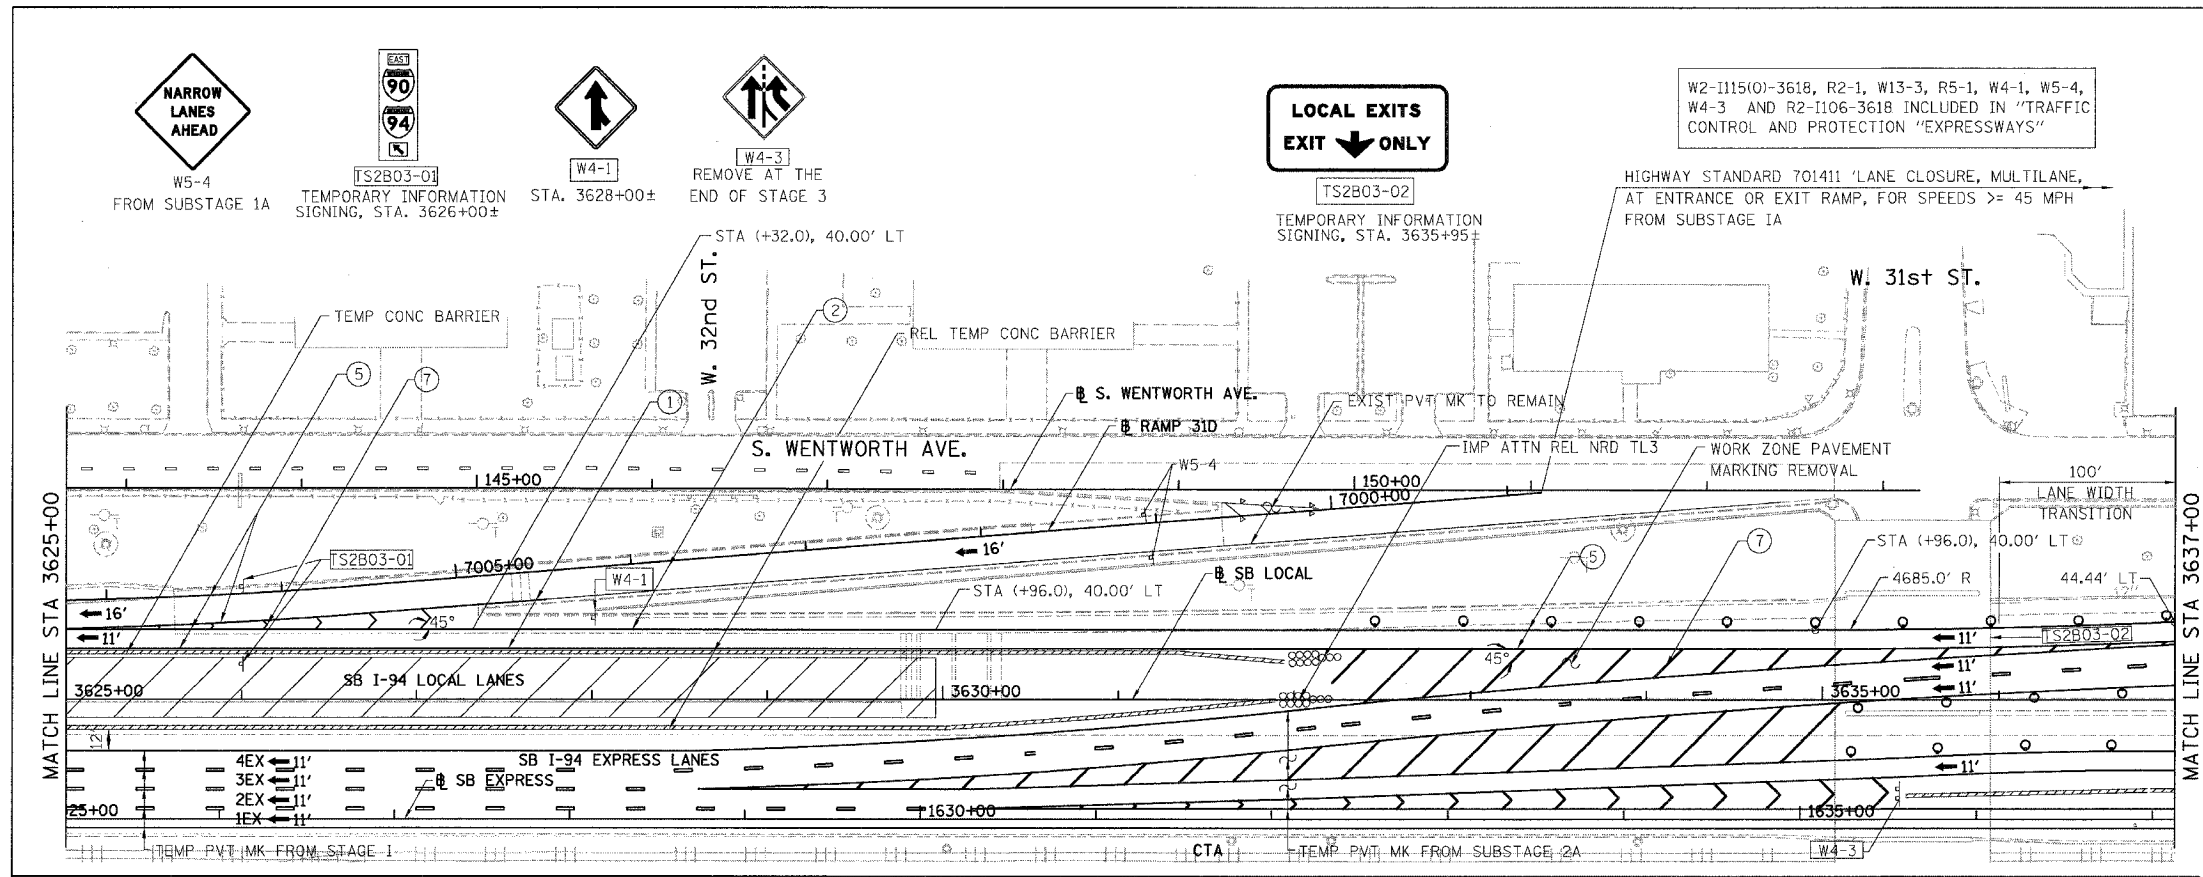 NARROW
LANES
AHEAD
W5-4
FROM SUBSTAGE 1A
EAST
INTERSTATE
90
INTERSTATE
94
TS2B03-01
TEMPORARY INFORMATION
SIGNING, STA. 3626+00±
W4-1
STA. 3628+00±
W4-3
REMOVE AT THE
END OF STAGE 3
LOCAL EXITS
EXIT ONLY
TS2B03-02
TEMPORARY INFORMATION
SIGNING, STA. 3635+95±
W2-I115(O)-3618, R2-1, W13-3, R5-1, W4-1, W5-4,
W4-3 AND R2-I106-3618 INCLUDED IN "TRAFFIC
CONTROL AND PROTECTION "EXPRESSWAYS"
HIGHWAY STANDARD 701411 'LANE CLOSURE, MULTILANE,
AT ENTRANCE OR EXIT RAMP, FOR SPEEDS >= 45 MPH
FROM SUBSTAGE IA
STA (+32.0), 40.00' LT
W. 32nd ST.
W. 31st ST.
TEMP CONC BARRIER
2
REL TEMP CONC BARRIER
5
7
1
℄ S. WENTWORTH AVE.
EXIST PVT MK TO REMAIN
℄ RAMP 31D
S. WENTWORTH AVE.
IMP ATTN REL NRD TL3
WORK ZONE PAVEMENT
MARKING REMOVAL
W5-4
100'
LANE WIDTH
TRANSITION
145+00
150+00
7000+00
MATCH LINE STA 3625+00
MATCH LINE STA 3637+00
16'
TS2B03-01
7005+00
W4-1
℄ SB LOCAL
5
7
STA (+96.0), 40.00' LT
STA (+96.0), 40.00' LT
4685.0' R
44.44' LT
12'
16'
45°
11'
11'
TS2B03-02
45°
11'
SB I-94 LOCAL LANES
3625+00
3630+00
3635+00
11'
12'
SB I-94 EXPRESS LANES
4EX 11'
3EX 11'
℄ SB EXPRESS
2EX 11'
1EX 11'
11'
25+00
1630+00
1635+00
TEMP PVT MK FROM STAGE I
CTA
TEMP PVT MK FROM SUBSTAGE 2A
W4-3